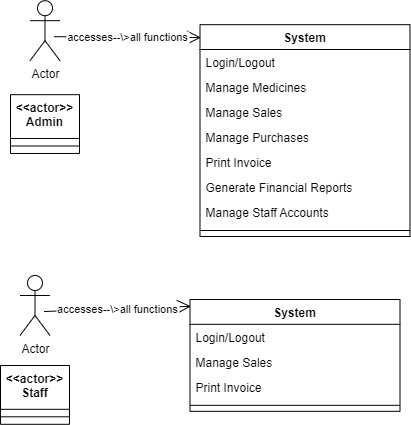 accesses--\>all functions
Actor
<<actor>>
Admin
System
Login/Logout
Manage Medicines
Manage Sales
Manage Purchases
Print Invoice
Generate Financial Reports
Manage Staff Accounts
accesses--\>all functions
Actor
<<actor>>
Staff
System
Login/Logout
Manage Sales
Print Invoice